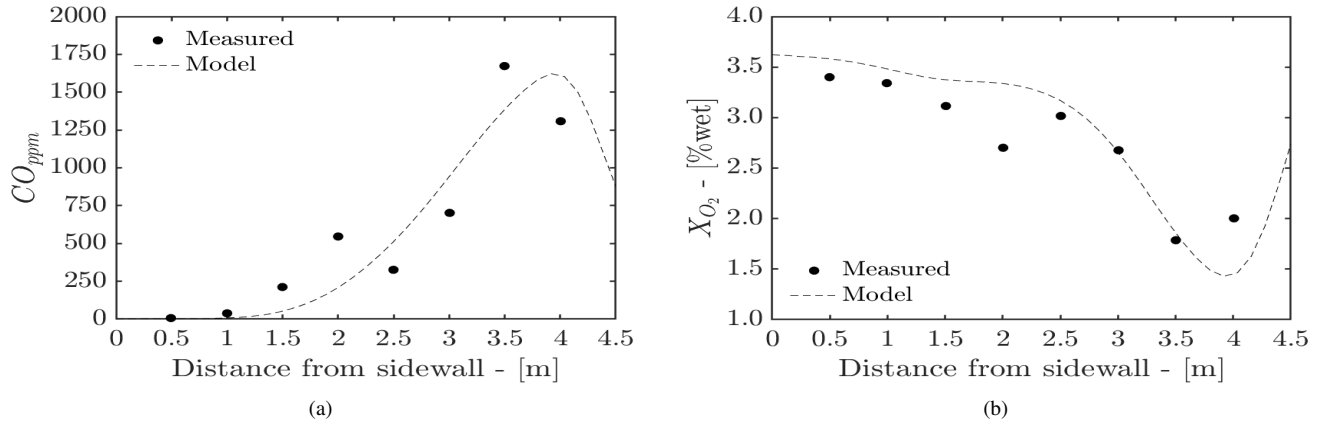 2000
1750
1500
1250
1000
750
500
250
0
CO_ppm
Measured
Model
0 0.5 1 1.5 2 2.5 3 3.5 4 4.5
Distance from sidewall - [m]
(a)
4.0
3.5
3.0
2.5
2.0
1.5
1.0
X_O₂ - [%wet]
Measured
Model
0 0.5 1 1.5 2 2.5 3 3.5 4 4.5
Distance from sidewall - [m]
(b)